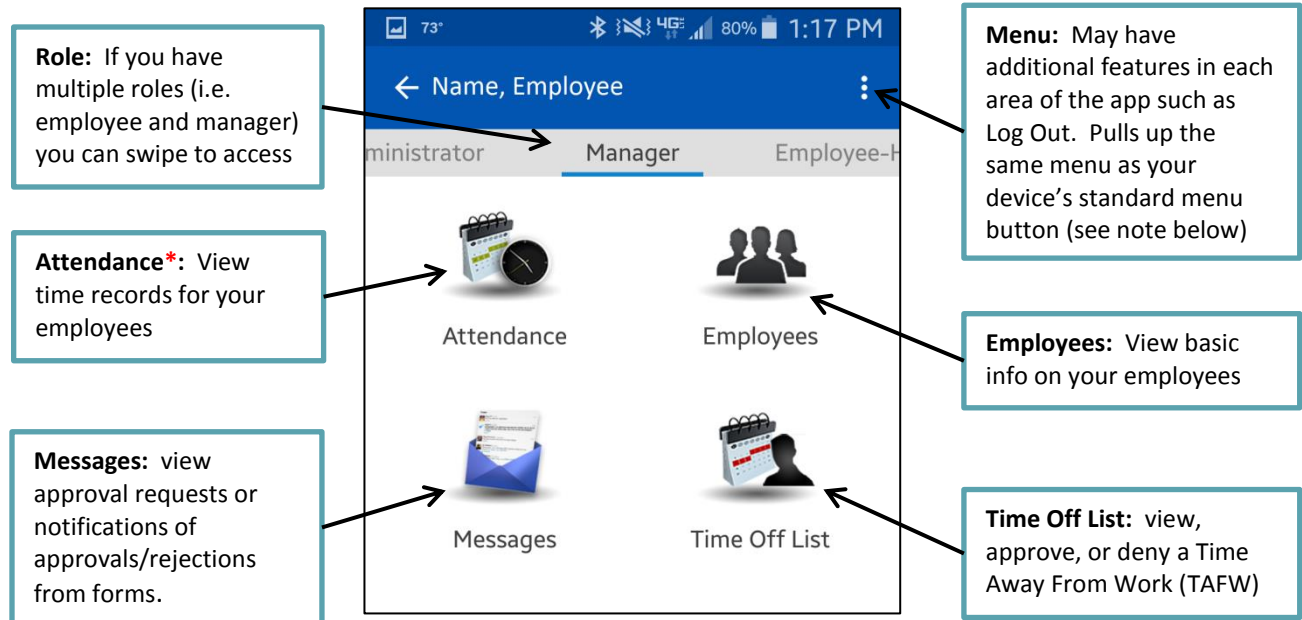 Role: If you have
multiple roles (i.e.
employee and manager)
you can swipe to access
Attendance*: View
time records for your
employees
Messages: view
approval requests or
notifications of
approvals/rejections
from forms.
73°
4G
80%
1:17 PM
Name, Employee
ministrator
Manager
Employee-H
Attendance
Employees
Messages
Time Off List
Menu: May have
additional features in each
area of the app such as
Log Out. Pulls up the
same menu as your
device's standard menu
button (see note below)
Employees: View basic
info on your employees
Time Off List: view,
approve, or deny a Time
Away From Work (TAFW)